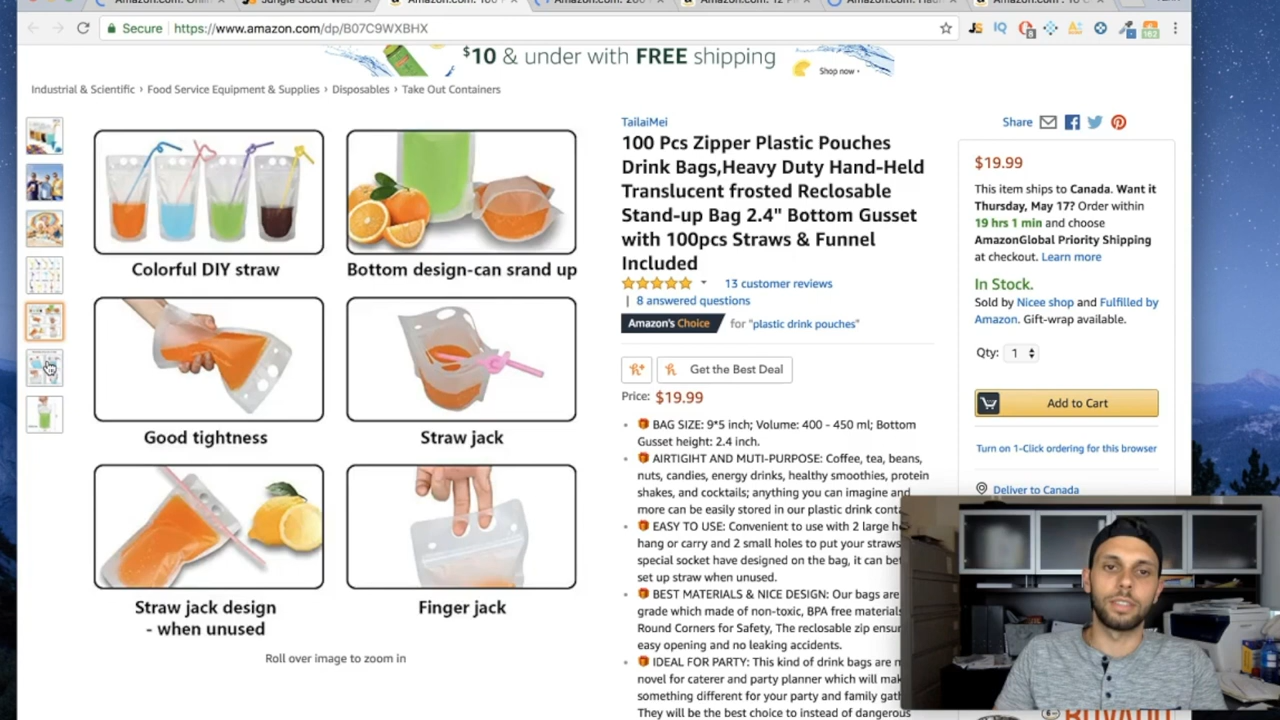 Secure https://www.amazon.com/dp/B07C9WXBHX
$10 & under with FREE shipping
Shop now ›
Industrial & Scientific › Food Service Equipment & Supplies › Disposables › Take Out Containers
Colorful DIY straw
Bottom design-can srand up
Good tightness
Straw jack
Straw jack design
- when unused
Finger jack
Roll over image to zoom in
TailaiMei
100 Pcs Zipper Plastic Pouches
Drink Bags,Heavy Duty Hand-Held
Translucent frosted Reclosable
Stand-up Bag 2.4" Bottom Gusset
with 100pcs Straws & Funnel
Included
13 customer reviews
| 8 answered questions
Amazon's Choice for "plastic drink pouches"
Get the Best Deal
Price: $19.99
BAG SIZE: 9*5 inch; Volume: 400 - 450 ml; Bottom
Gusset height: 2.4 inch.
AIRTIGHT AND MUTI-PURPOSE: Coffee, tea, beans,
nuts, candies, energy drinks, healthy smoothies, protein
shakes, and cocktails; anything you can imagine and
more can be easily stored in our plastic drink
EASY TO USE: Convenient to use with 2 large
hang or carry and 2 small holes to put your straws
special socket have designed on the bag, it can
set up straw when unused.
BEST MATERIALS & NICE DESIGN: Our bags are
grade which made of non-toxic, BPA free materials
Round Corners for Safety, The reclosable zip
easy opening and no leaking accidents.
IDEAL FOR PARTY: This kind of drink bags are
novel for caterer and party planner which will
something different for your party and family
They will be the best choice to instead of dangerous
Share
$19.99
This item ships to Canada. Want it
Thursday, May 17? Order within
19 hrs 1 min and choose
AmazonGlobal Priority Shipping
at checkout. Learn more
In Stock.
Sold by Nicee shop and Fulfilled by
Amazon. Gift-wrap available.
Qty: 1
Add to Cart
Turn on 1-Click ordering for this browser
Deliver to Canada